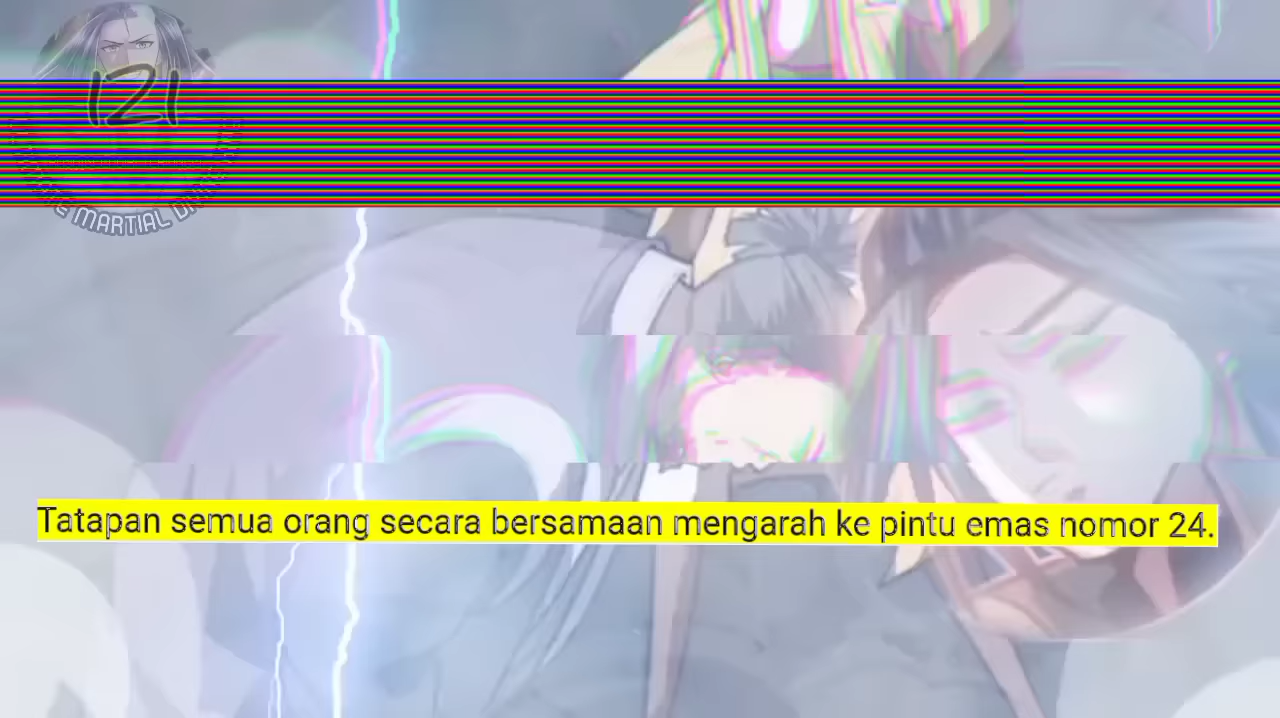 121
MARTIAL
Tatapan semua orang secara bersamaan mengarah ke pintu emas nomor 24.